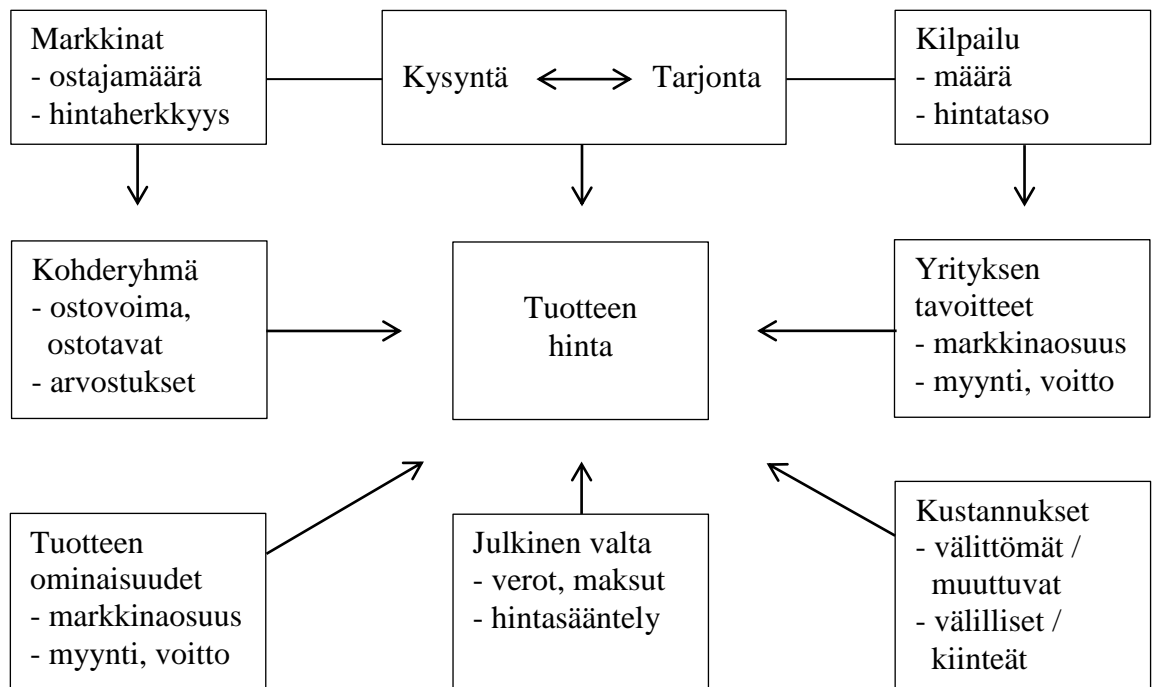 Markkinat
- ostajamäärä
- hintaherkkyys
Kysyntä
Tarjonta
Kilpailu
- määrä
- hintataso
Kohderyhmä
- ostovoima,
ostotavat
- arvostukset
Tuotteen
hinta
Yrityksen
tavoitteet
- markkinaosuus
- myynti, voitto
Tuotteen
ominaisuudet
- markkinaosuus
- myynti, voitto
Julkinen valta
- verot, maksut
- hintasääntely
Kustannukset
- välittömät /
muuttuvat
- välilliset /
kiinteät